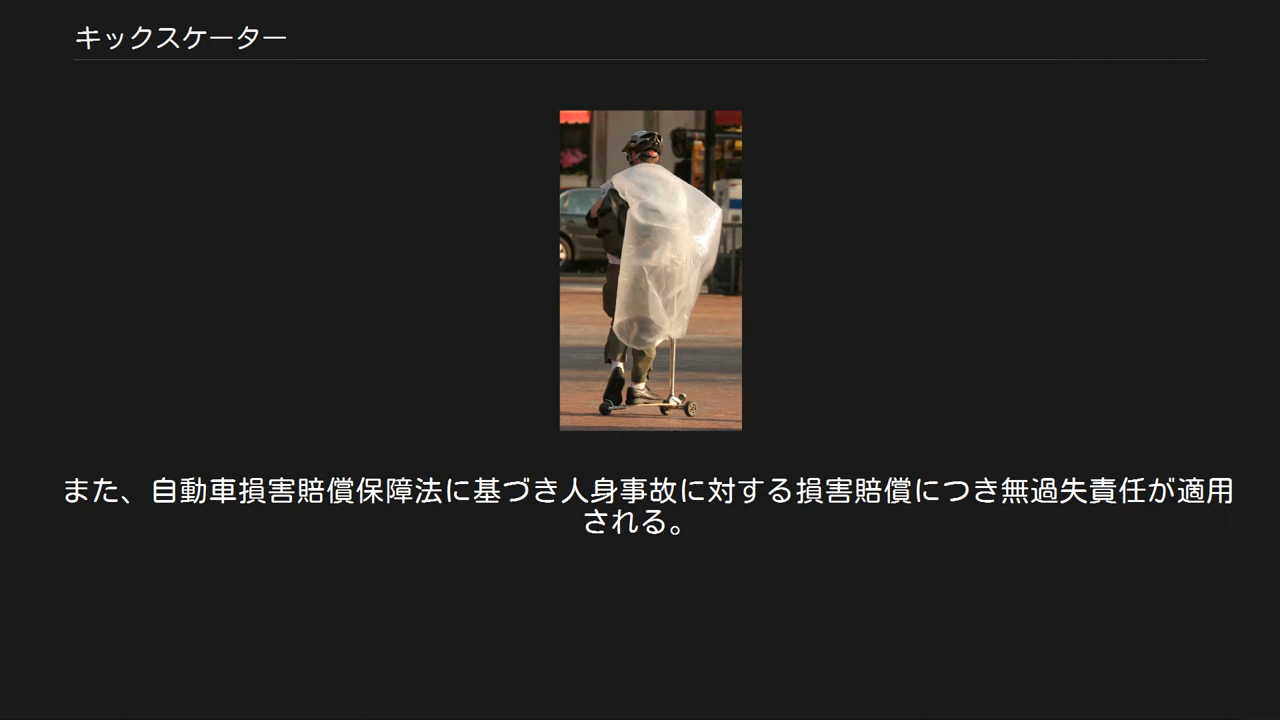 キックスケーター
また、自動車損害賠償保障法に基づき人身事故に対する損害賠償につき無過失責任が適用
される。